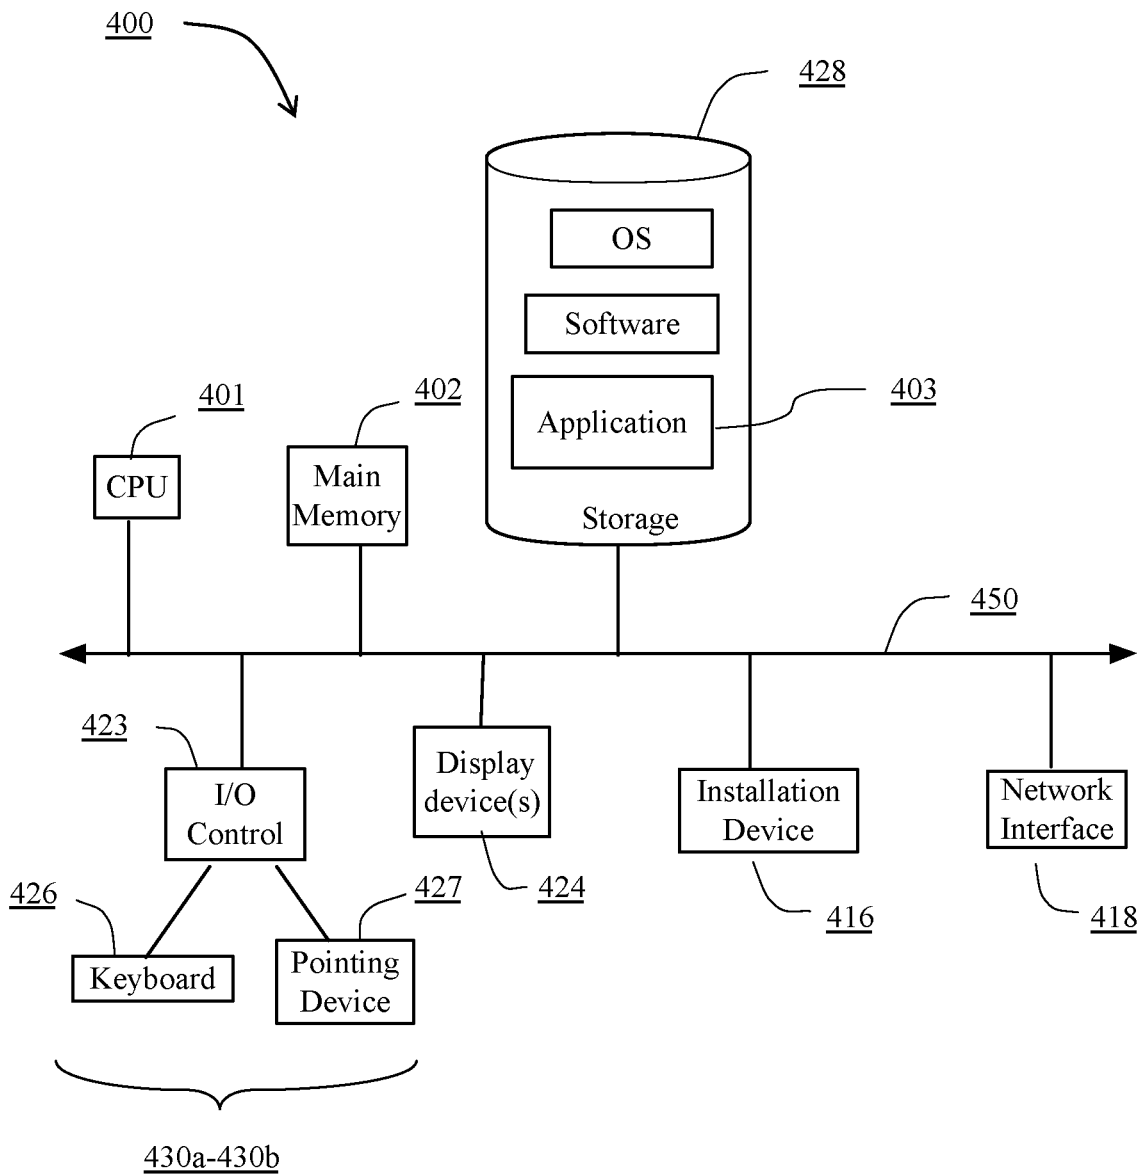 400
428
OS
Software
Application
403
401
402
CPU
Main
Memory
Storage
450
423
I/O
Control
Display
device(s)
Installation
Device
Network
Interface
426
427
424
416
418
Keyboard
Pointing
Device
430a-430b